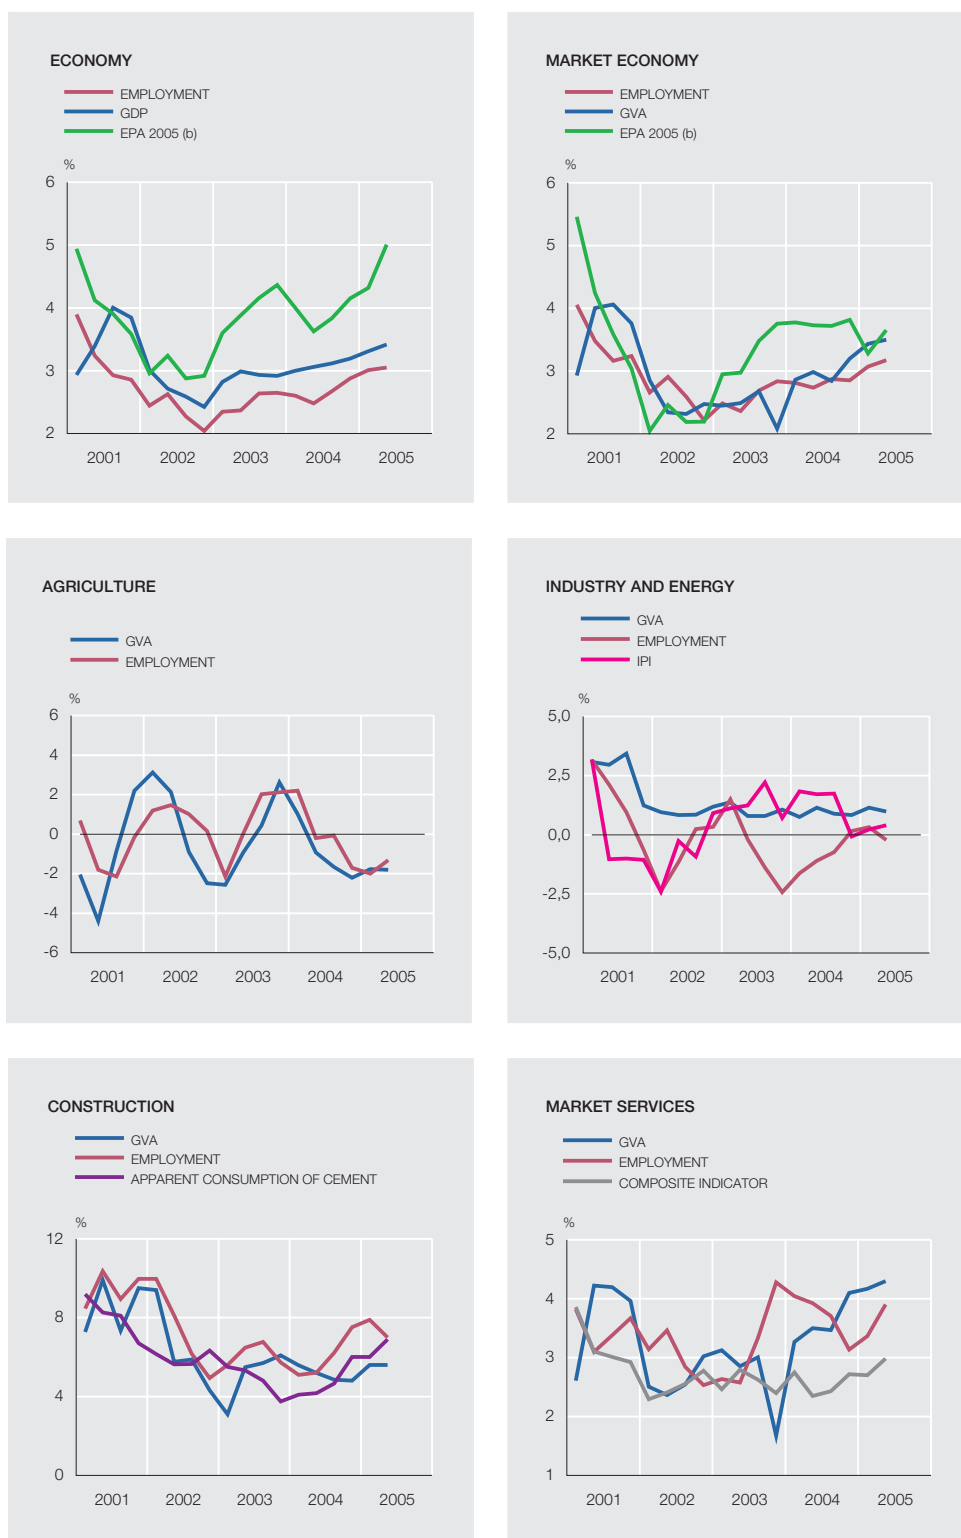 ECONOMY
EMPLOYMENT
GDP
EPA 2005 (b)
%
6
5
4
3
2
2001 2002 2003 2004 2005
MARKET ECONOMY
EMPLOYMENT
GVA
EPA 2005 (b)
%
6
5
4
3
2
2001 2002 2003 2004 2005
AGRICULTURE
GVA
EMPLOYMENT
%
6
4
2
0
-2
-4
-6
2001 2002 2003 2004 2005
INDUSTRY AND ENERGY
GVA
EMPLOYMENT
IPI
%
5,0
2,5
0,0
-2,5
-5,0
2001 2002 2003 2004 2005
CONSTRUCTION
GVA
EMPLOYMENT
APPARENT CONSUMPTION OF CEMENT
%
12
8
4
0
2001 2002 2003 2004 2005
MARKET SERVICES
GVA
EMPLOYMENT
COMPOSITE INDICATOR
%
5
4
3
2
1
2001 2002 2003 2004 2005